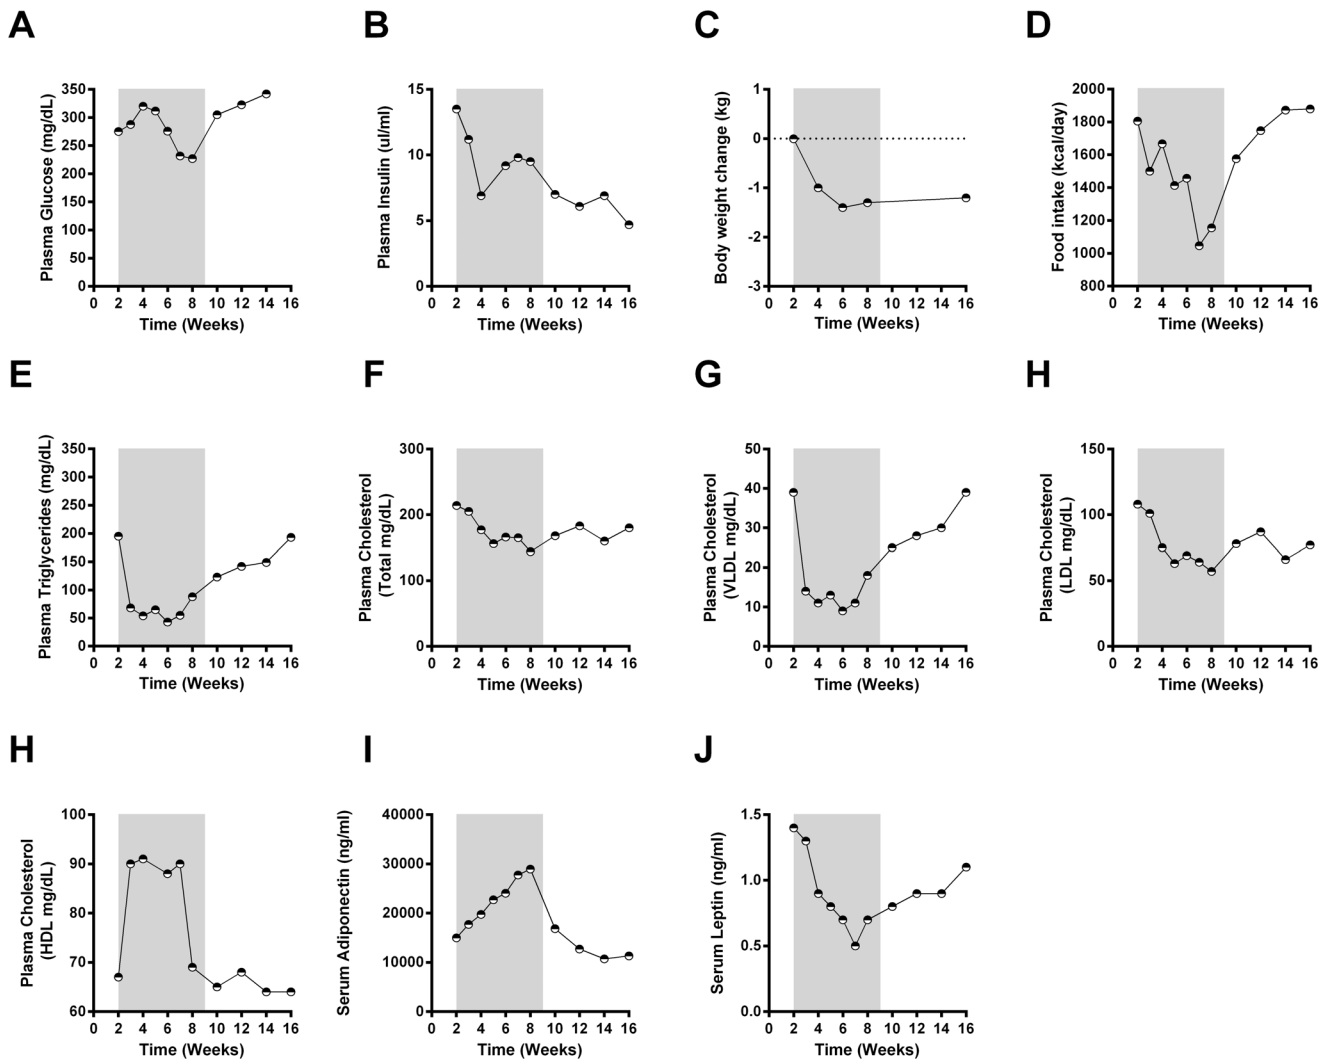 A
B
C
D
Plasma Glucose (mg/dL)
350
300
250
200
150
100
50
0
0 2 4 6 8 10 12 14 16
Time (Weeks)
Plasma Insulin (ul/ml)
15
10
5
0
0 2 4 6 8 10 12 14 16
Time (Weeks)
Body weight change (kg)
1
0
-1
-2
-3
0 2 4 6 8 10 12 14 16
Time (Weeks)
Food intake (kcal/day)
2000
1800
1600
1400
1200
1000
800
0 2 4 6 8 10 12 14 16
Time (Weeks)
E
F
G
H
Plasma Triglycerides (mg/dL)
350
300
250
200
150
100
50
0
0 2 4 6 8 10 12 14 16
Time (Weeks)
Plasma Cholesterol
(Total mg/dL)
300
200
100
0
0 2 4 6 8 10 12 14 16
Time (Weeks)
Plasma Cholesterol
(VLDL mg/dL)
50
40
30
20
10
0
0 2 4 6 8 10 12 14 16
Time (Weeks)
Plasma Cholesterol
(LDL mg/dL)
150
100
50
0
0 2 4 6 8 10 12 14 16
Time (Weeks)
H
I
J
Plasma Cholesterol
(HDL mg/dL)
100
90
80
70
60
0 2 4 6 8 10 12 14 16
Time (Weeks)
Serum Adiponectin (ng/ml)
40000
30000
20000
10000
0
0 2 4 6 8 10 12 14 16
Time (Weeks)
Serum Leptin (ng/ml)
1.5
1.0
0.5
0.0
0 2 4 6 8 10 12 14 16
Time (Weeks)